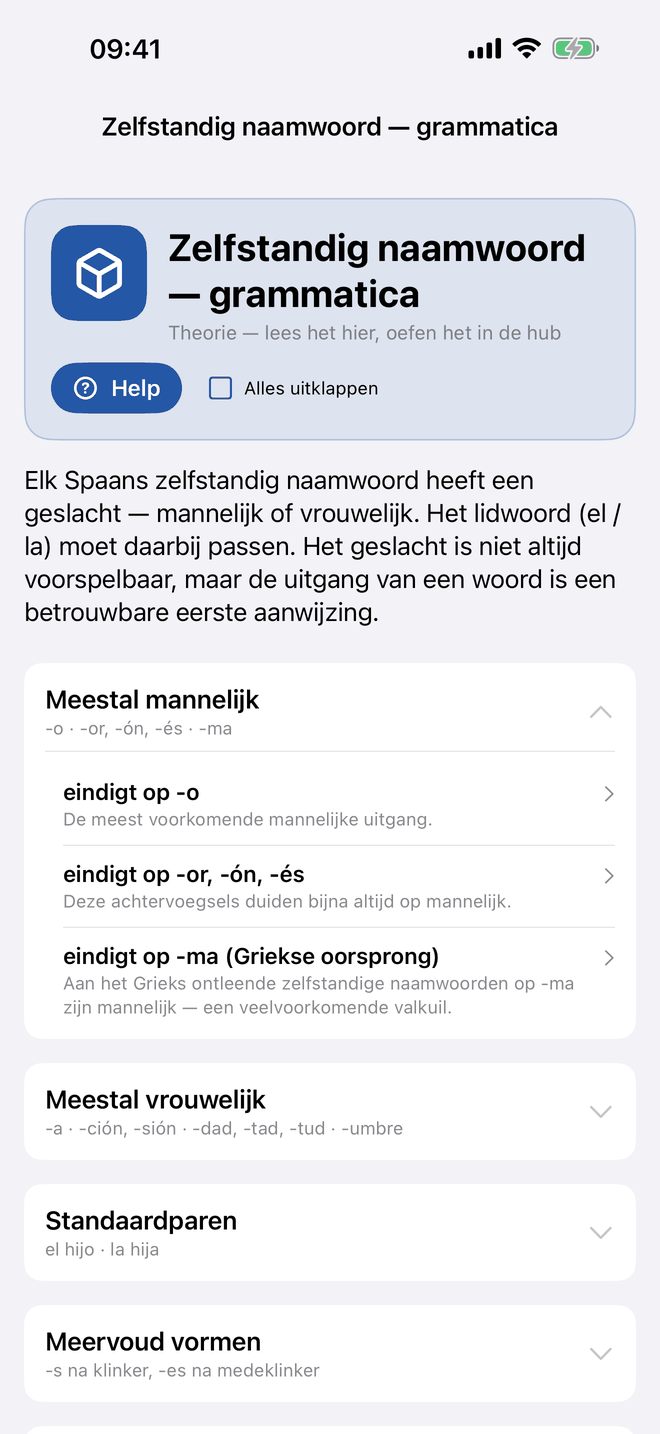 09:41
Zelfstandig naamwoord — grammatica
Zelfstandig naamwoord
— grammatica
Theorie — lees het hier, oefen het in de hub
Help
Alles uitklappen
Elk Spaans zelfstandig naamwoord heeft een
geslacht — mannelijk of vrouwelijk. Het lidwoord (el /
la) moet daarbij passen. Het geslacht is niet altijd
voorspelbaar, maar de uitgang van een woord is een
betrouwbare eerste aanwijzing.
Meestal mannelijk
-o · -or, -ón, -és · -ma
eindigt op -o
De meest voorkomende mannelijke uitgang.
eindigt op -or, -ón, -és
Deze achtervoegsels duiden bijna altijd op mannelijk.
eindigt op -ma (Griekse oorsprong)
Aan het Grieks ontleende zelfstandige naamwoorden op -ma
zijn mannelijk — een veelvoorkomende valkuil.
Meestal vrouwelijk
-a · -ción, -sión · -dad, -tad, -tud · -umbre
Standaardparen
el hijo · la hija
Meervoud vormen
-s na klinker, -es na medeklinker